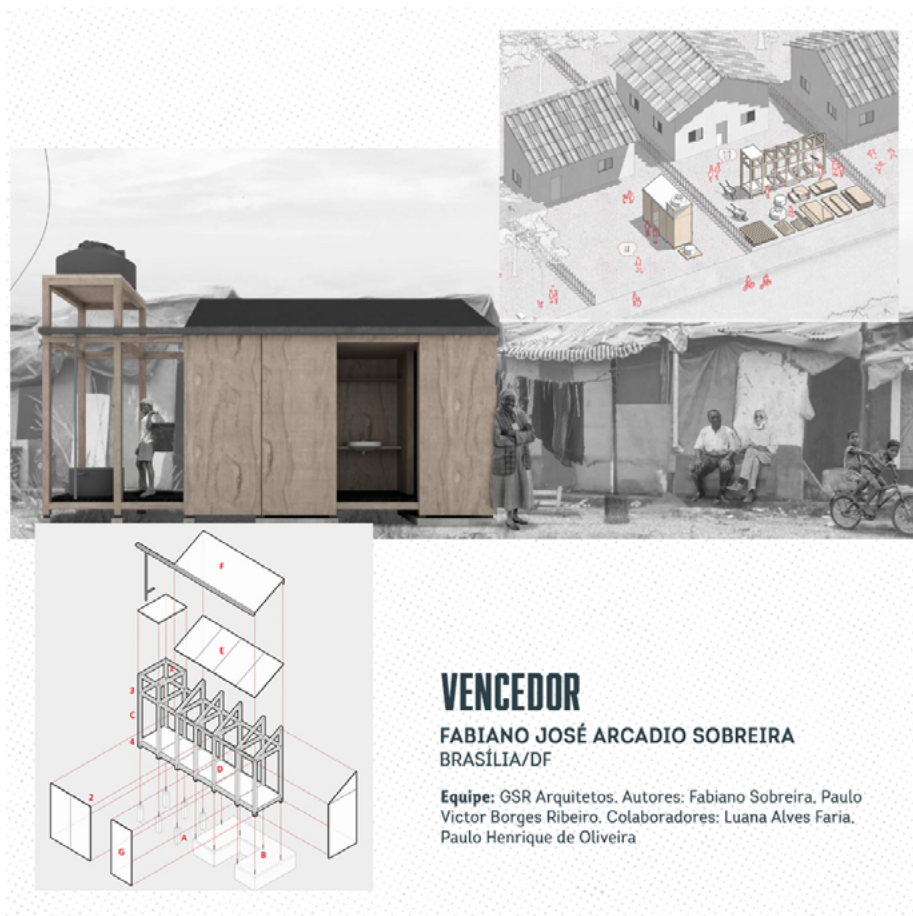 F
E
3
C
4
D
2
A
B
G
VENCEDOR
FABIANO JOSÉ ARCADIO SOBREIRA
BRASÍLIA/DF
Equipe: GSR Arquitetos. Autores: Fabiano Sobreira, Paulo
Victor Borges Ribeiro. Colaboradores: Luana Alves Faria,
Paulo Henrique de Oliveira